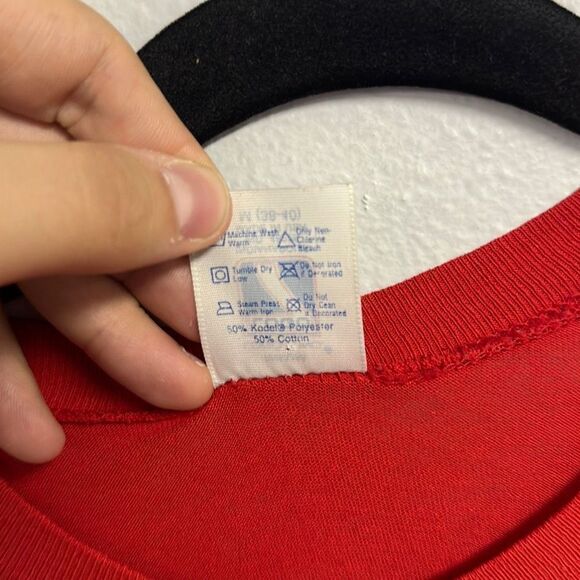 M (38-40)
Machine Wash Warm
Only Non-Chlorine Bleach
Tumble Dry Low
Do Not Iron if Decorated
Steam Press Warm Iron
Do Not Dry Clean if Decorated
50% Kodel® Polyester
50% Cotton